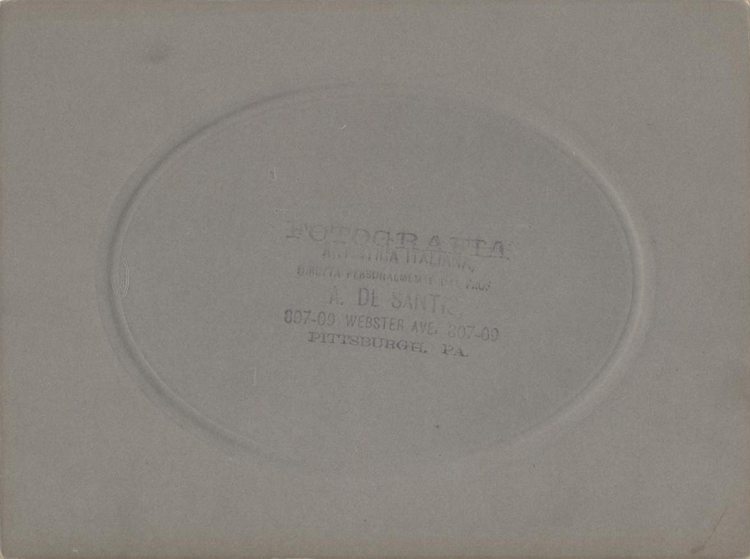 FOTOGRAFIA
ARTISTICA ITALIANA,
DIRETTA PERSONALMENTE DAL PROF
A. DE SANTIS
807-09 WEBSTER AVE. 807-09
PITTSBURGH, PA.